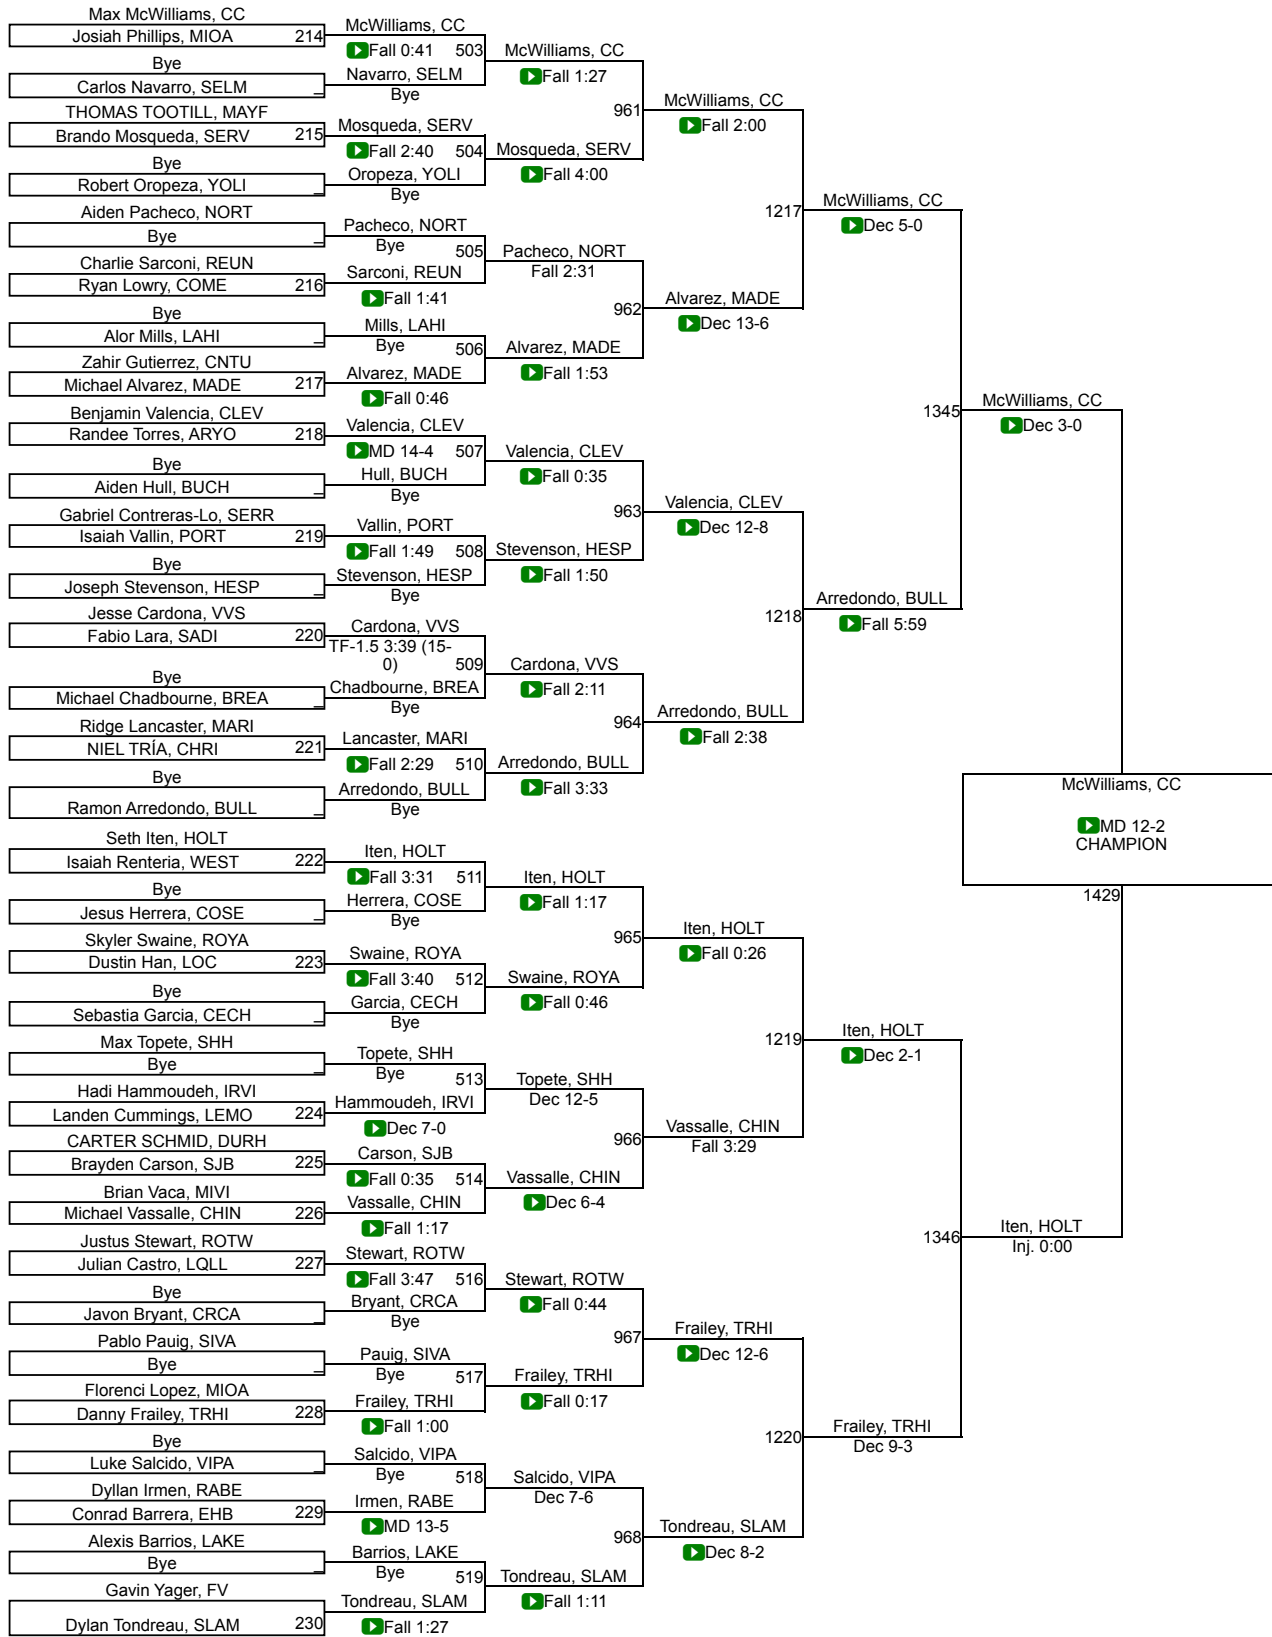 Max McWilliams, CC
Josiah Phillips, MIOA 214
Bye
Carlos Navarro, SELM _
THOMAS TOOTILL, MAYF
Brando Mosqueda, SERV 215
Bye
Robert Oropeza, YOLI _
Aiden Pacheco, NORT
Bye _
Charlie Sarconi, REUN
Ryan Lowry, COME 216
Bye
Alor Mills, LAHI _
Zahir Gutierrez, CNTU
Michael Alvarez, MADE 217
Benjamin Valencia, CLEV
Randee Torres, ARYO 218
Bye
Aiden Hull, BUCH _
Gabriel Contreras-Lo, SERR
Isaiah Vallin, PORT 219
Bye
Joseph Stevenson, HESP _
Jesse Cardona, VVS
Fabio Lara, SADI 220
Bye
Michael Chadbourne, BREA _
Ridge Lancaster, MARI
NIEL TRÍA, CHRI 221
Bye
Ramon Arredondo, BULL _
Seth Iten, HOLT
Isaiah Renteria, WEST 222
Bye
Jesus Herrera, COSE _
Skyler Swaine, ROYA
Dustin Han, LOC 223
Bye
Sebastia Garcia, CECH _
Max Topete, SHH
Bye _
Hadi Hammoudeh, IRVI
Landen Cummings, LEMO 224
CARTER SCHMID, DURH
Brayden Carson, SJB 225
Brian Vaca, MIVI
Michael Vassalle, CHIN 226
Justus Stewart, ROTW
Julian Castro, LQLL 227
Bye
Javon Bryant, CRCA _
Pablo Pauig, SIVA
Bye _
Florenci Lopez, MIOA
Danny Frailey, TRHI 228
Bye
Luke Salcido, VIPA _
Dyllan Irmen, RABE
Conrad Barrera, EHB 229
Alexis Barrios, LAKE
Bye _
Gavin Yager, FV
Dylan Tondreau, SLAM 230
McWilliams, CC
Fall 0:41 503
Navarro, SELM
Bye
Mosqueda, SERV
Fall 2:40 504
Oropeza, YOLI
Bye
Pacheco, NORT
Bye 505
Sarconi, REUN
Fall 1:41
Mills, LAHI
Bye 506
Alvarez, MADE
Fall 0:46
Valencia, CLEV
MD 14-4 507
Hull, BUCH
Bye
Vallin, PORT
Fall 1:49 508
Stevenson, HESP
Bye
Cardona, VVS
TF-1.5 3:39 (15-
0) 509
Chadbourne, BREA
Bye
Lancaster, MARI
Fall 2:29 510
Arredondo, BULL
Bye
Iten, HOLT
Fall 3:31 511
Herrera, COSE
Bye
Swaine, ROYA
Fall 3:40 512
Garcia, CECH
Bye
Topete, SHH
Bye 513
Hammoudeh, IRVI
Dec 7-0
Carson, SJB
Fall 0:35 514
Vassalle, CHIN
Fall 1:17
Stewart, ROTW
Fall 3:47 516
Bryant, CRCA
Bye
Pauig, SIVA
Bye 517
Frailey, TRHI
Fall 1:00
Salcido, VIPA
Bye 518
Irmen, RABE
MD 13-5
Barrios, LAKE
Bye 519
Tondreau, SLAM
Fall 1:27
McWilliams, CC
Fall 1:27
961
Mosqueda, SERV
Fall 4:00
Pacheco, NORT
Fall 2:31
962
Alvarez, MADE
Fall 1:53
Valencia, CLEV
Fall 0:35
963
Stevenson, HESP
Fall 1:50
Cardona, VVS
Fall 2:11
964
Arredondo, BULL
Fall 3:33
Iten, HOLT
Fall 1:17
965
Swaine, ROYA
Fall 0:46
Topete, SHH
Dec 12-5
966
Vassalle, CHIN
Dec 6-4
Stewart, ROTW
Fall 0:44
967
Frailey, TRHI
Fall 0:17
Salcido, VIPA
Dec 7-6
968
Tondreau, SLAM
Fall 1:11
McWilliams, CC
Fall 2:00
1217
Alvarez, MADE
Dec 13-6
Valencia, CLEV
Dec 12-8
1218
Arredondo, BULL
Fall 2:38
Iten, HOLT
Fall 0:26
1219
Vassalle, CHIN
Fall 3:29
Frailey, TRHI
Dec 12-6
1220
Tondreau, SLAM
Dec 8-2
McWilliams, CC
Dec 5-0
1345
Arredondo, BULL
Fall 5:59
Iten, HOLT
Dec 2-1
1346
Frailey, TRHI
Dec 9-3
McWilliams, CC
Dec 3-0
McWilliams, CC
MD 12-2
CHAMPION
1429
Iten, HOLT
Inj. 0:00